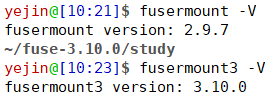 yejin@[10:21]$ fusermount -V
fusermount version: 2.9.7
~/fuse-3.10.0/study
yejin@[10:23]$ fusermount3 -V
fusermount3 version: 3.10.0